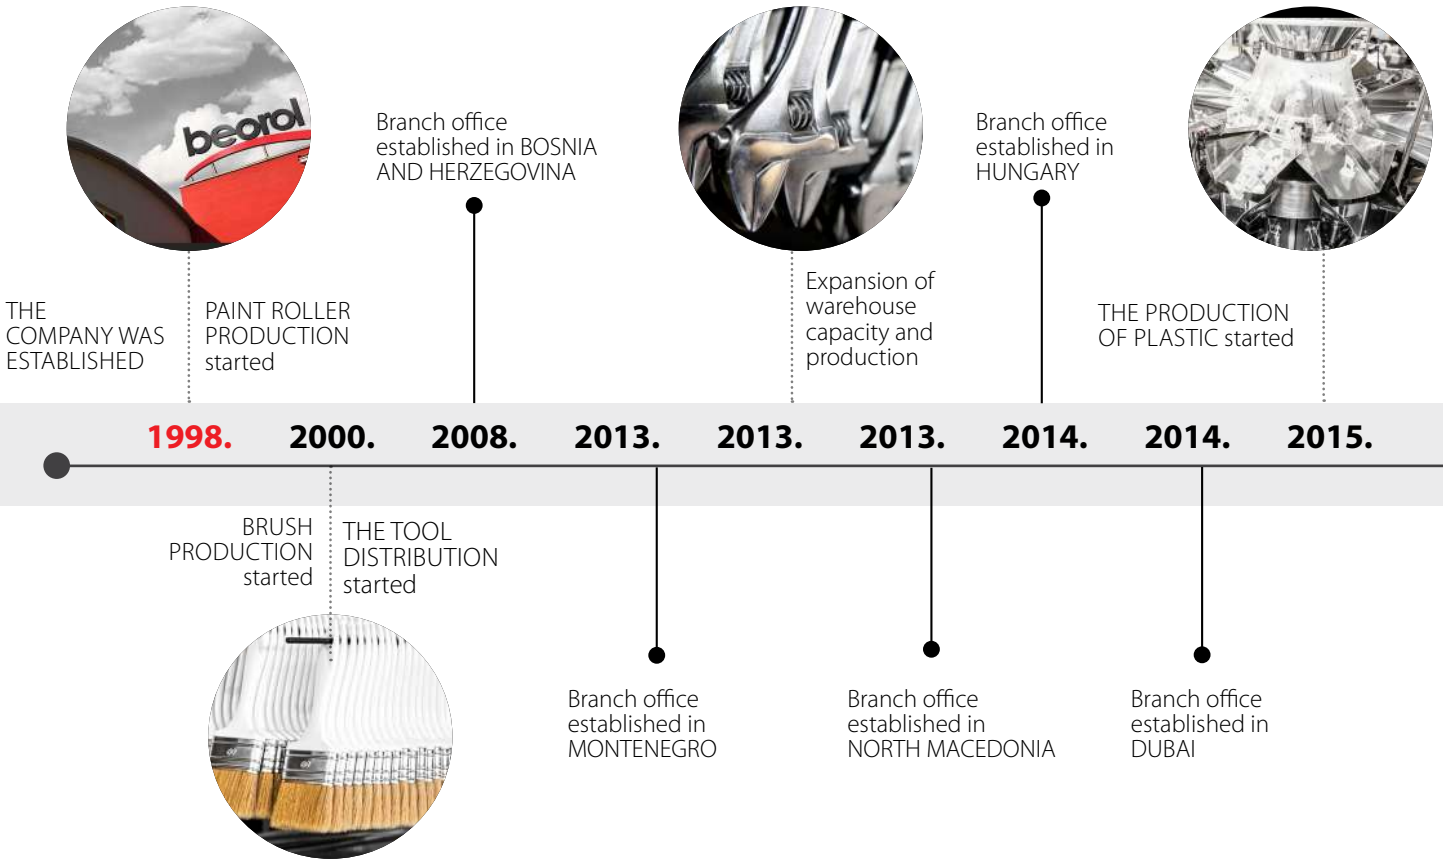 beorol
Branch office
established in BOSNIA
AND HERZEGOVINA
Branch office
established in
HUNGARY
THE
COMPANY WAS
ESTABLISHED
PAINT ROLLER
PRODUCTION
started
Expansion of
warehouse
capacity and
production
THE PRODUCTION
OF PLASTIC started
1998. 2000. 2008. 2013. 2013. 2013. 2014. 2014. 2015.
BRUSH
PRODUCTION
started
THE TOOL
DISTRIBUTION
started
Branch office
established in
MONTENEGRO
Branch office
established in
NORTH MACEDONIA
Branch office
established in
DUBAI